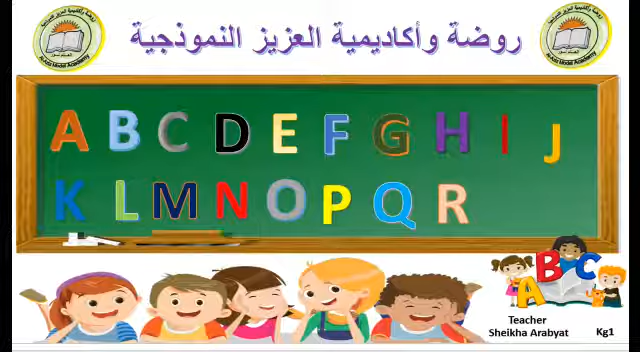 روضة وأكاديمية العزيز النموذجية
A B C D E F G H I J
K L M N O P Q R
A B C
Teacher
Sheikha Arabyat
Kg1